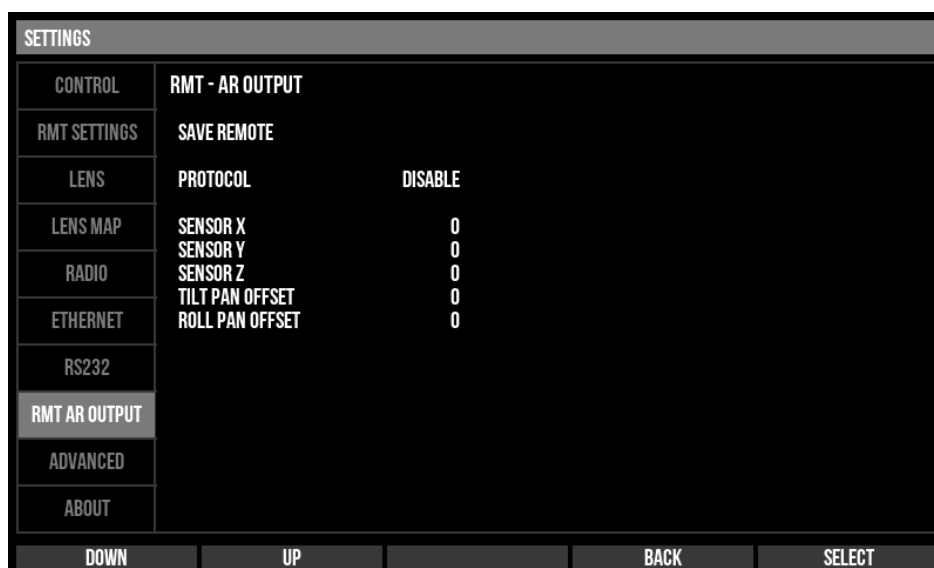 SETTINGS
CONTROL
RMT SETTINGS
LENS
LENS MAP
RADIO
ETHERNET
RS232
RMT AR OUTPUT
ADVANCED
ABOUT
RMT - AR OUTPUT
SAVE REMOTE
PROTOCOL DISABLE
SENSOR X 0
SENSOR Y 0
SENSOR Z 0
TILT PAN OFFSET 0
ROLL PAN OFFSET 0
DOWN UP BACK SELECT